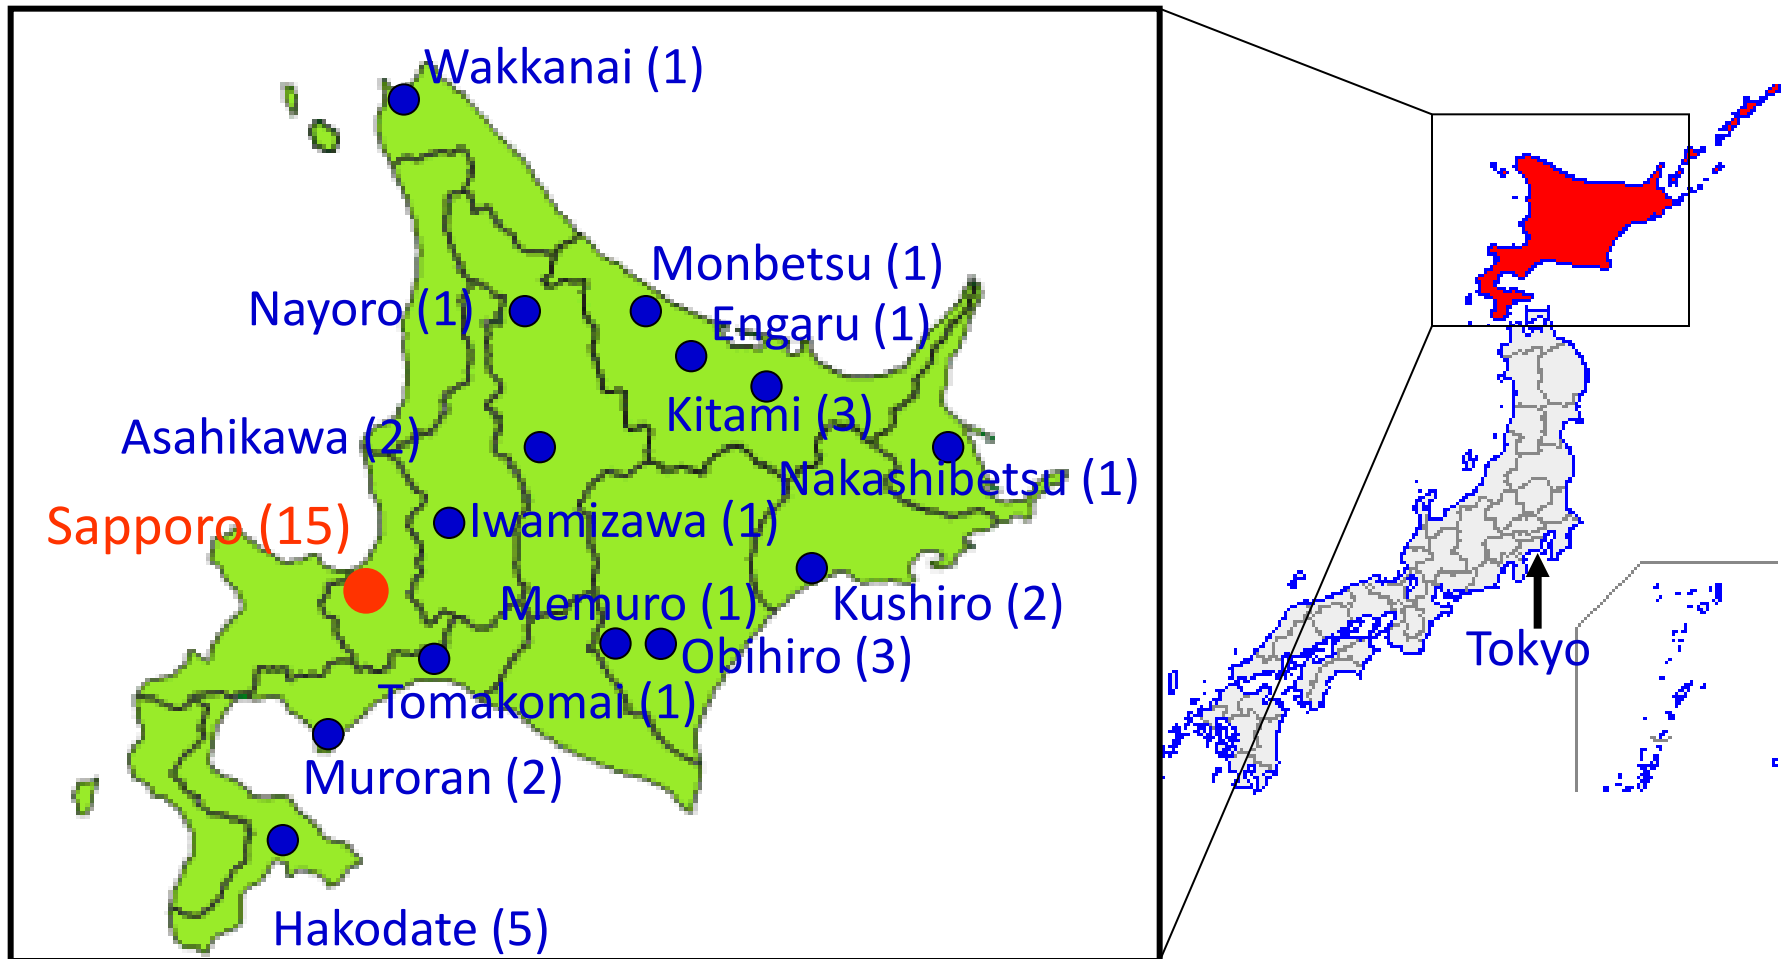 Wakkanai (1)
Monbetsu (1)
Nayoro (1)
Engaru (1)
Kitami (3)
Asahikawa (2)
Nakashibetsu (1)
Sapporo (15)
Iwamizawa (1)
Memuro (1)
Kushiro (2)
Obihiro (3)
Tokyo
Tomakomai (1)
Muroran (2)
Hakodate (5)